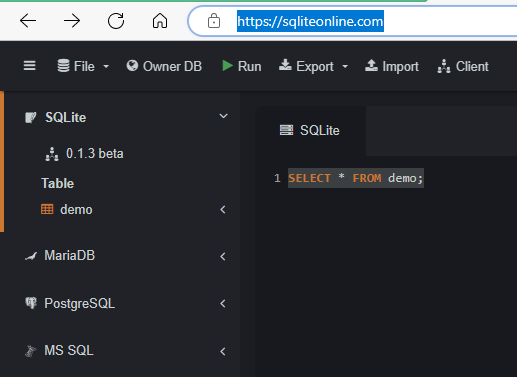 https://sqliteonline.com
File Owner DB Run Export Import Client
SQLite
0.1.3 beta
Table
demo
MariaDB
PostgreSQL
MS SQL
SQLite
1 SELECT * FROM demo;